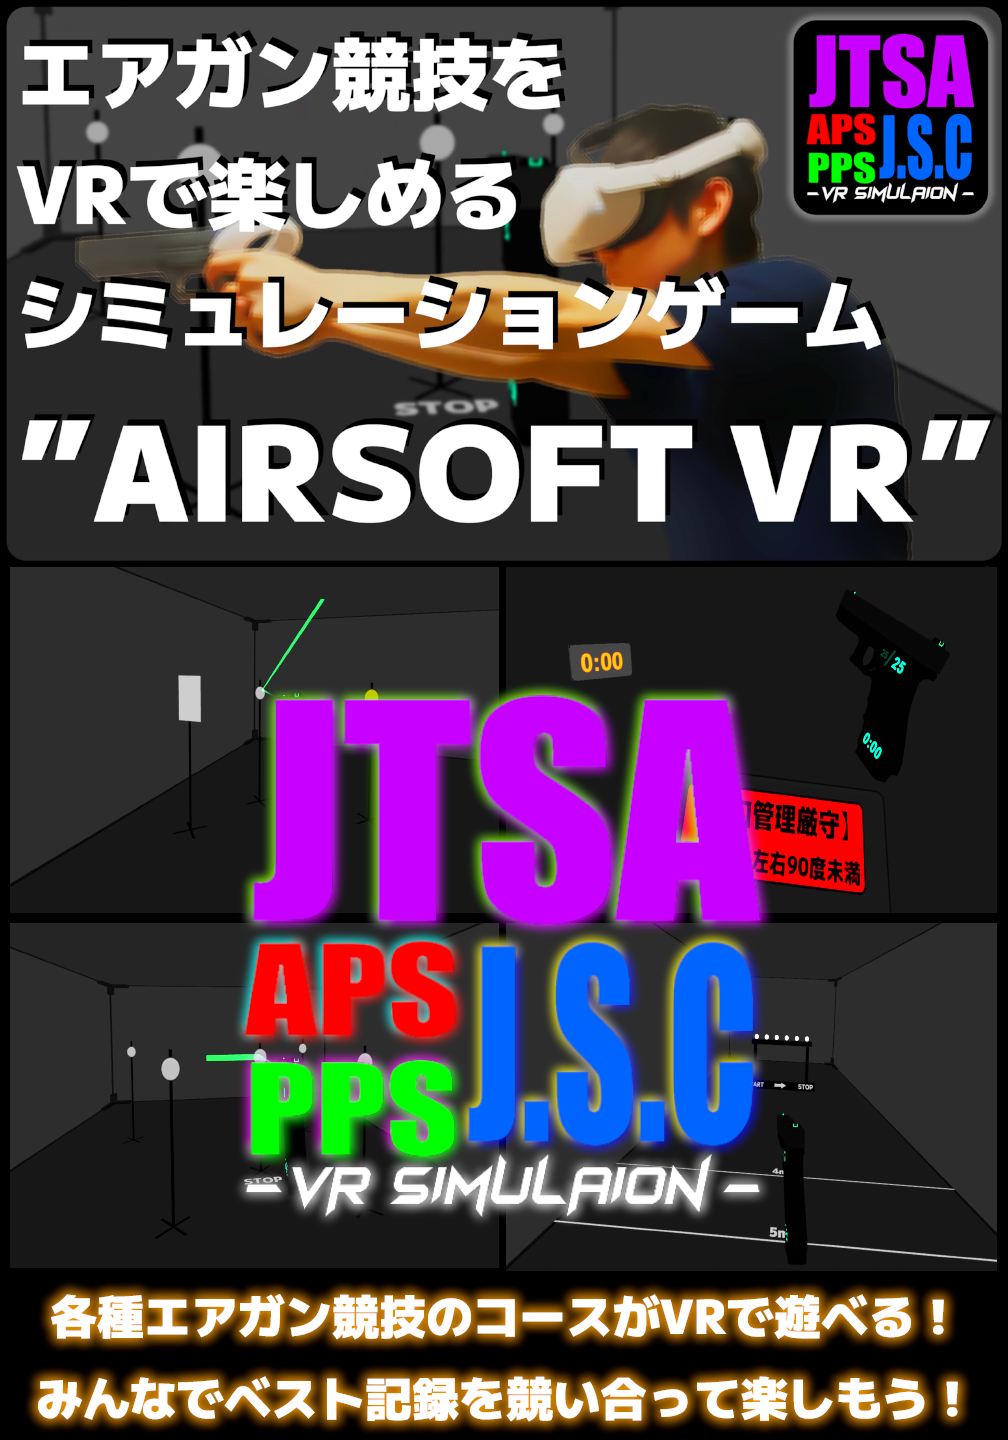 エアガン競技を
VRで楽しめる
シミュレーションゲーム
"AIRSOFT VR"
JTSA
APS
PPS
J.S.C
-VR SIMULAION-
STOP
0:00
25
0:00
管理厳守】
左右90度未満
JTSA
APS
PPS
J.S.C
-VR SIMULAION-
STOP
ART → STOP
5m
各種エアガン競技のコースがVRで遊べる！
みんなでベスト記録を競い合って楽しもう！